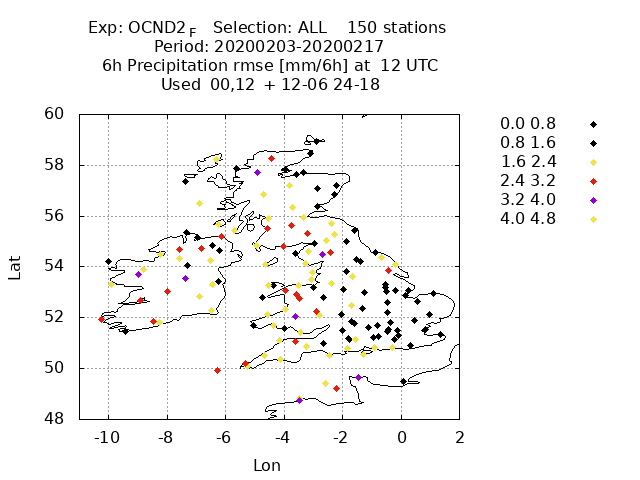 Exp: OCND2F   Selection: ALL    150 stations
Period: 20200203-20200217
6h Precipitation rmse [mm/6h] at  12 UTC
Used  00,12  + 12-06 24-18
60
58
56
54
52
50
48
Lat
-10 -8 -6 -4 -2 0 2
Lon
0.0 0.8
0.8 1.6
1.6 2.4
2.4 3.2
3.2 4.0
4.0 4.8